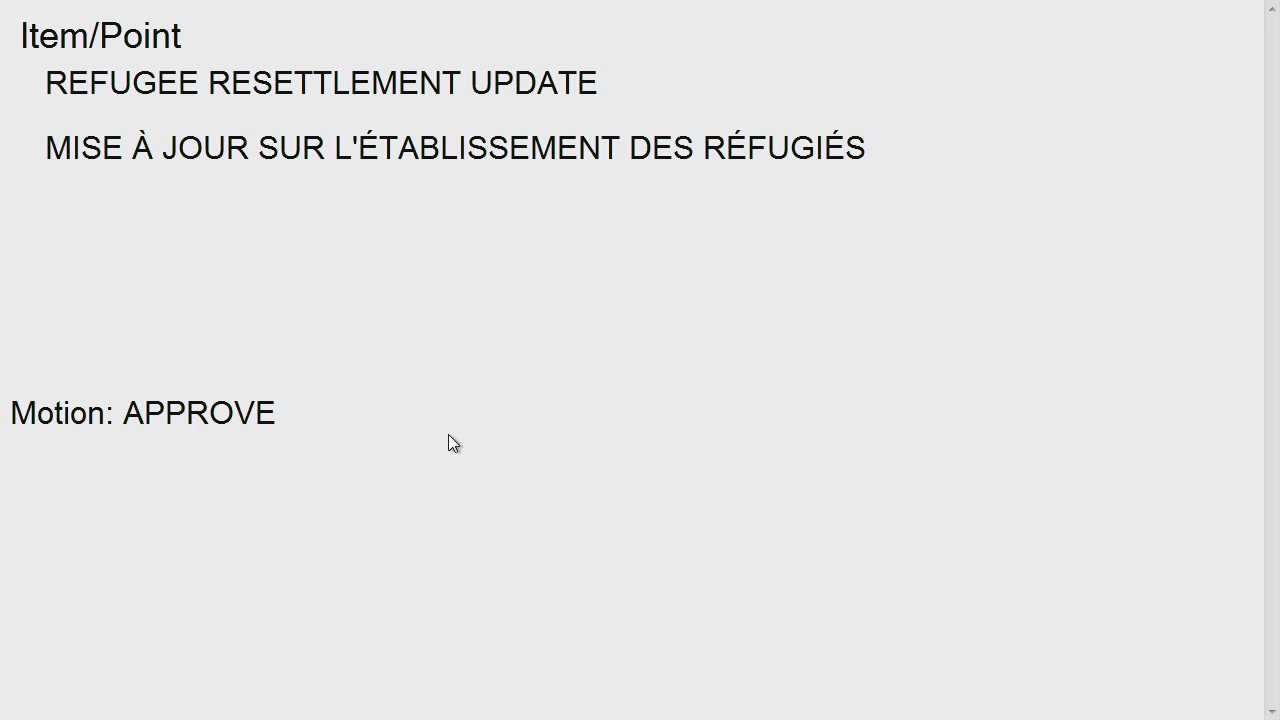 Item/Point
REFUGEE RESETTLEMENT UPDATE
MISE À JOUR SUR L'ÉTABLISSEMENT DES RÉFUGIÉS
Motion: APPROVE